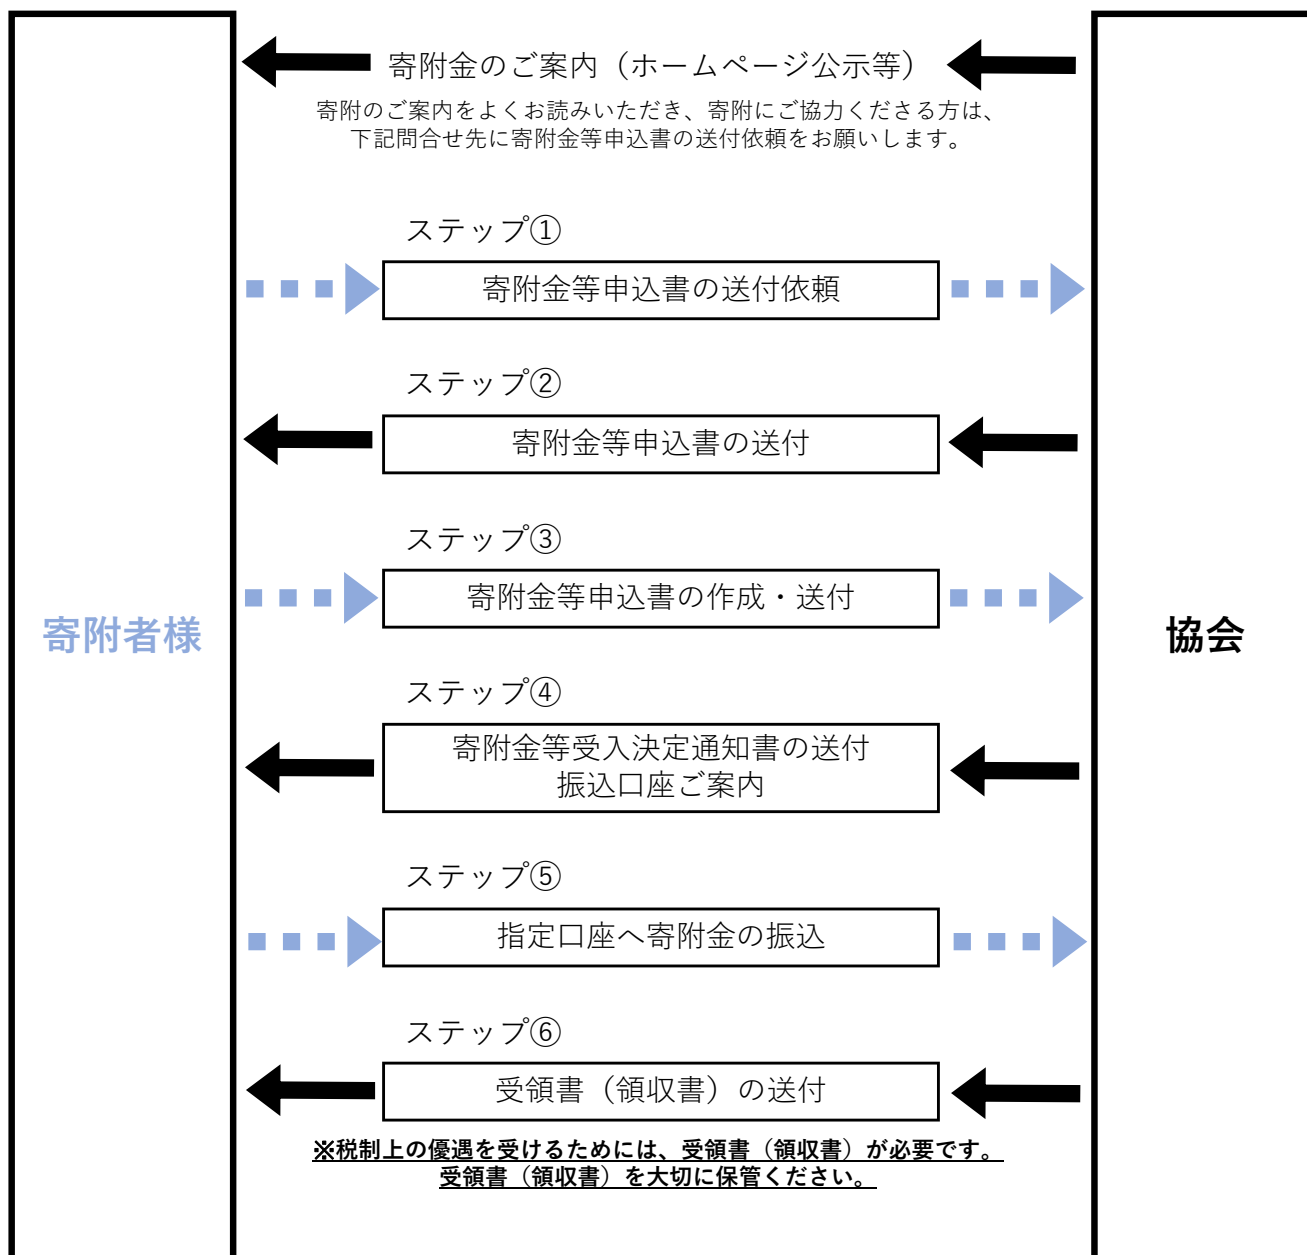 寄附金のご案内（ホームページ公示等）
寄附のご案内をよくお読みいただき、寄附にご協力くださる方は、
下記問合せ先に寄附金等申込書の送付依頼をお願いします。
ステップ①
寄附金等申込書の送付依頼
ステップ②
寄附金等申込書の送付
ステップ③
寄附金等申込書の作成・送付
寄附者様
協会
ステップ④
寄附金等受入決定通知書の送付
振込口座ご案内
ステップ⑤
指定口座へ寄附金の振込
ステップ⑥
受領書（領収書）の送付
※税制上の優遇を受けるためには、受領書（領収書）が必要です。
受領書（領収書）を大切に保管ください。